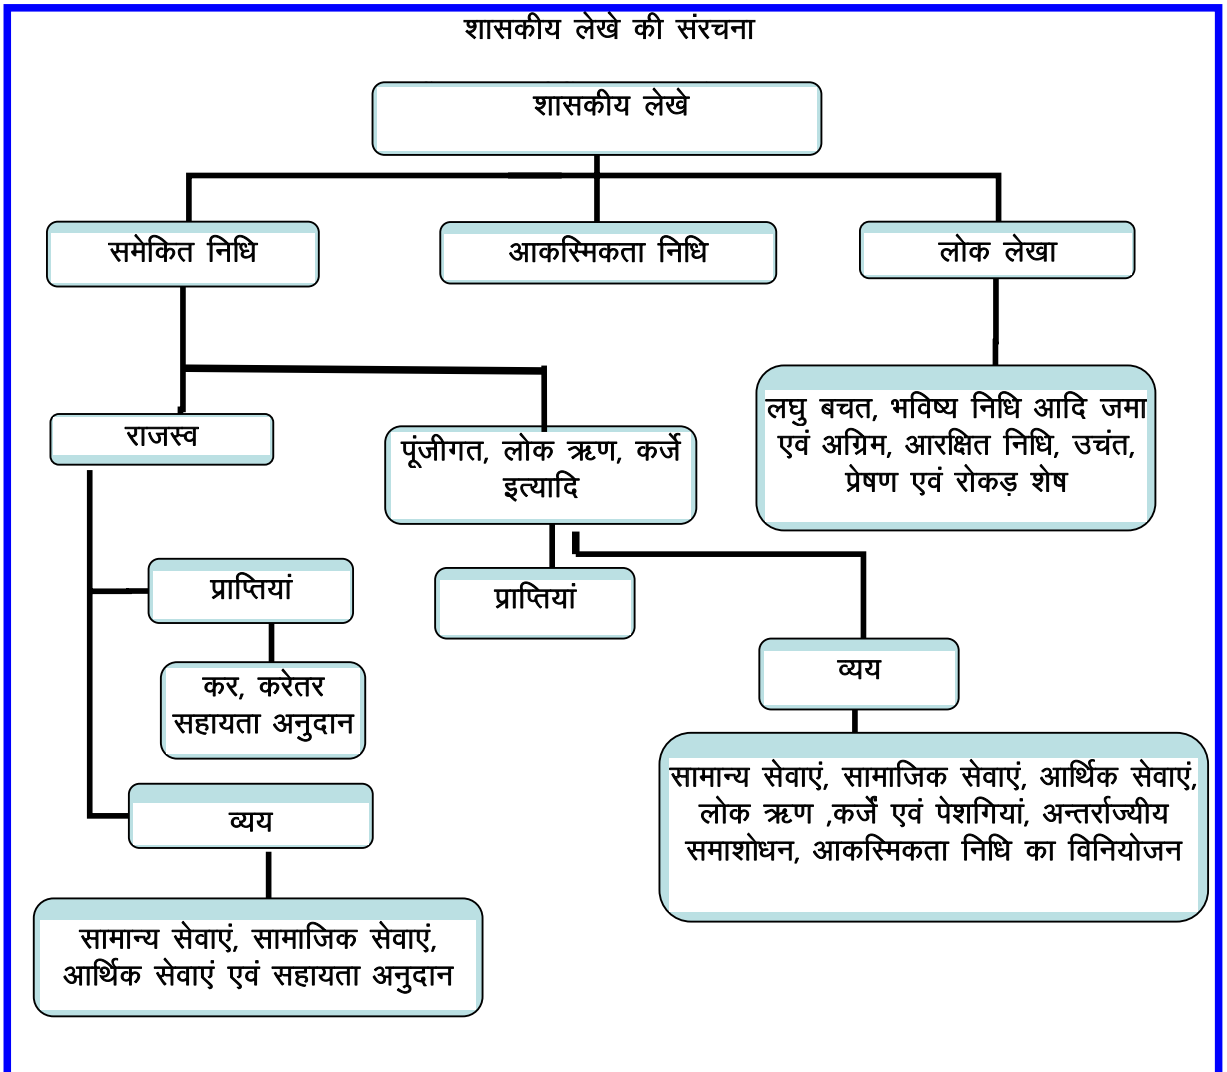 शासकीय लेखे की संरचना
शासकीय लेखे
समेकित निधि
आकस्मिकता निधि
लोक लेखा
राजस्व
पूंजीगत, लोक ऋण, कर्जे
इत्यादि
लघु बचत, भविष्य निधि आदि जमा
एवं अग्रिम, आरक्षित निधि, उचंत,
प्रेषण एवं रोकड़ शेष
प्राप्तियां
प्राप्तियां
कर, करेतर
सहायता अनुदान
व्यय
सामान्य सेवाएं, सामाजिक सेवाएं, आर्थिक सेवाएं,
लोक ऋण ,कर्जें एवं पेशगियां, अन्तर्राज्यीय
समाशोधन, आकस्मिकता निधि का विनियोजन
व्यय
सामान्य सेवाएं, सामाजिक सेवाएं,
आर्थिक सेवाएं एवं सहायता अनुदान